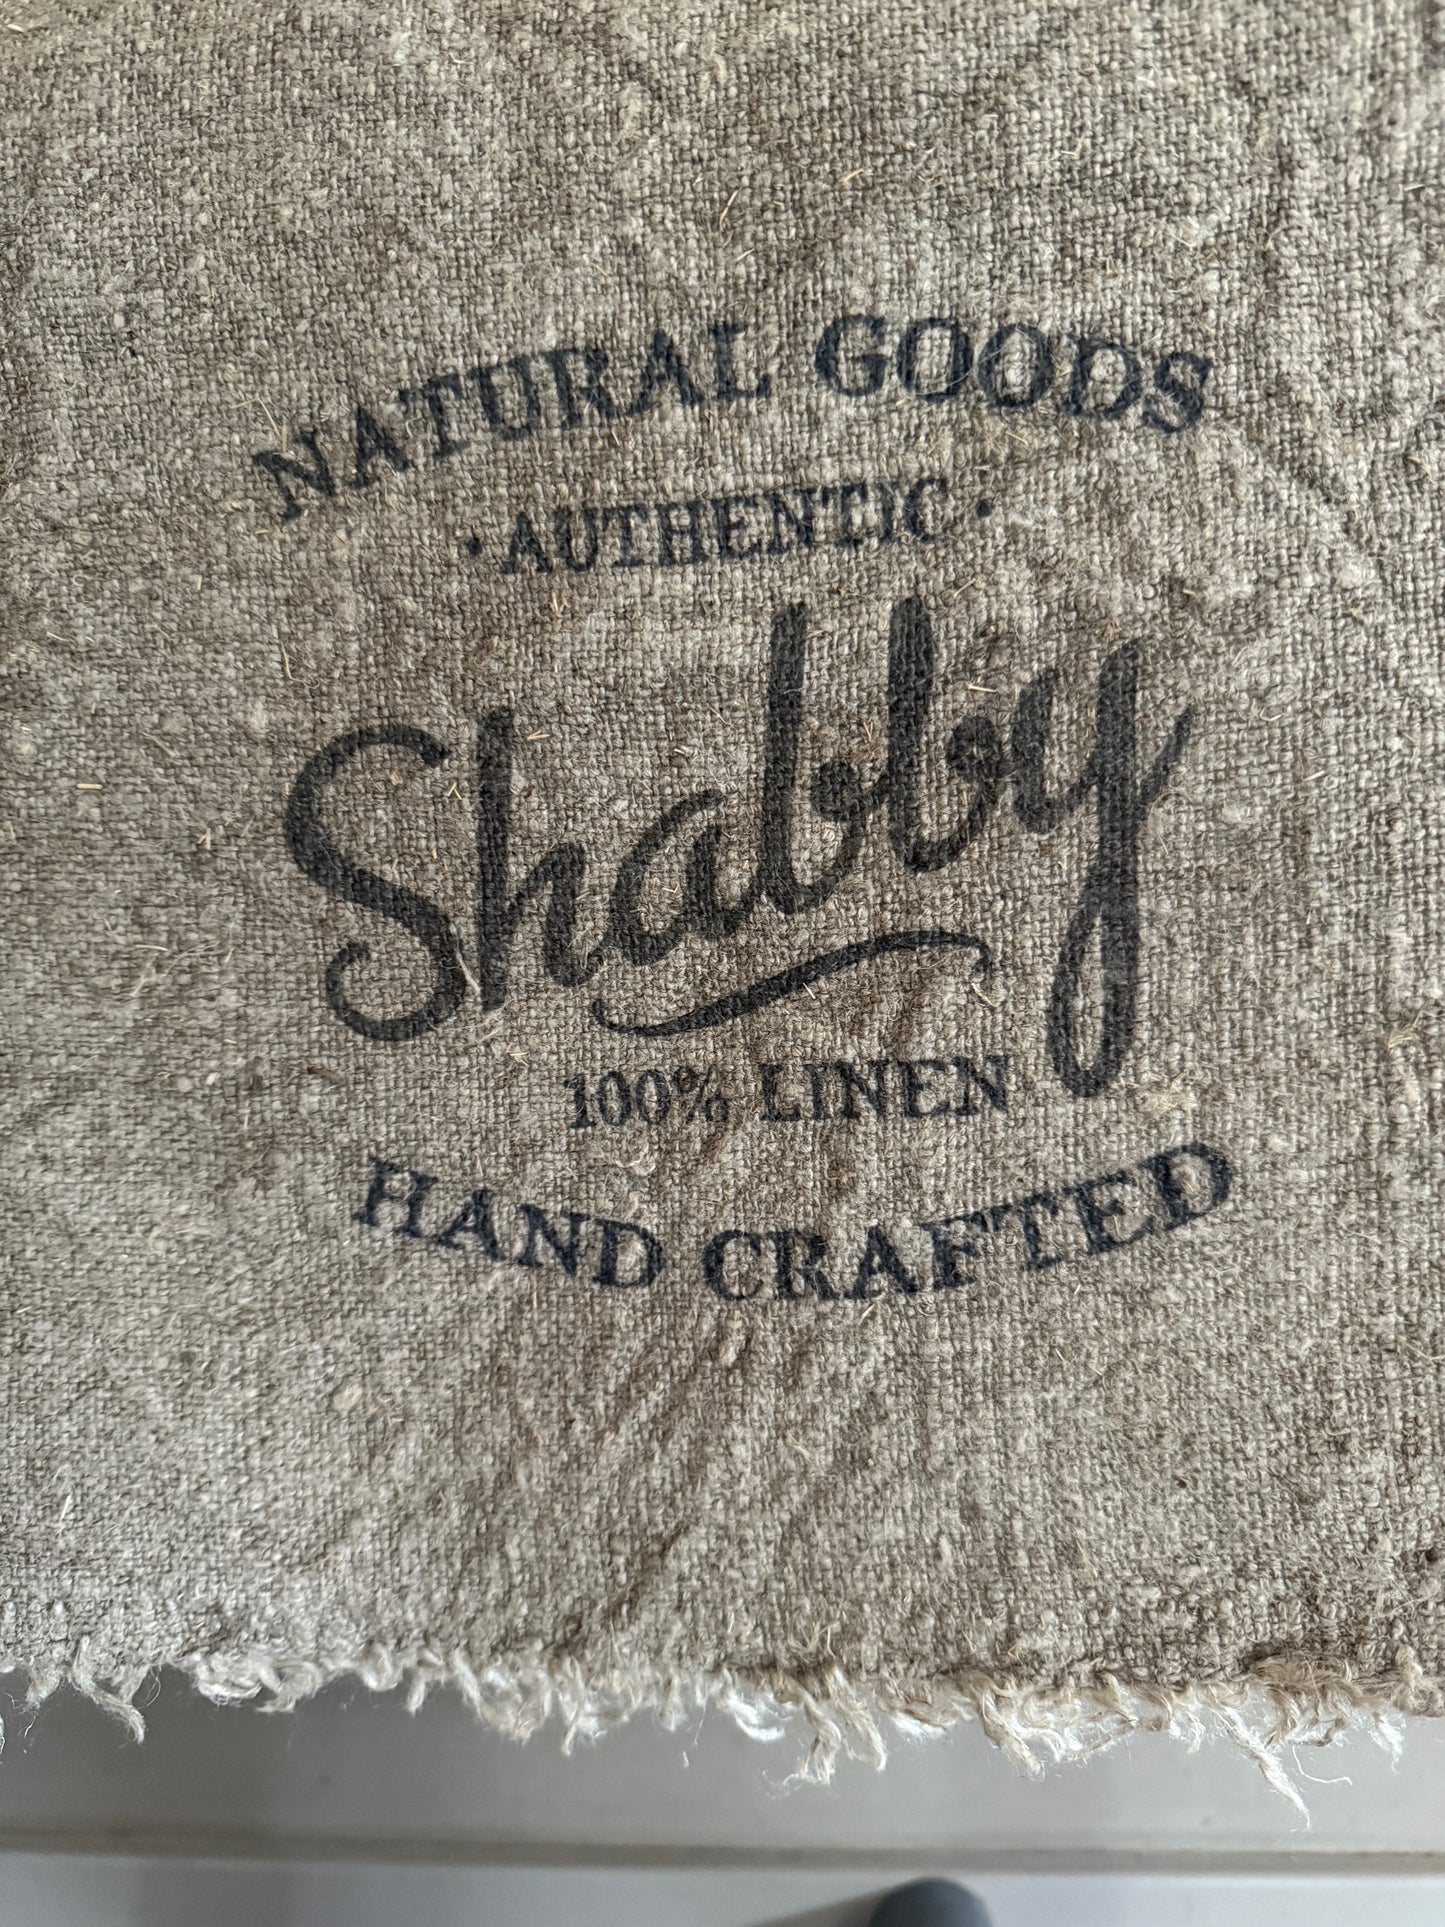 NATURAL GOODS
· AUTHENTIC ·
Shabby
100% LINEN
HAND CRAFTED